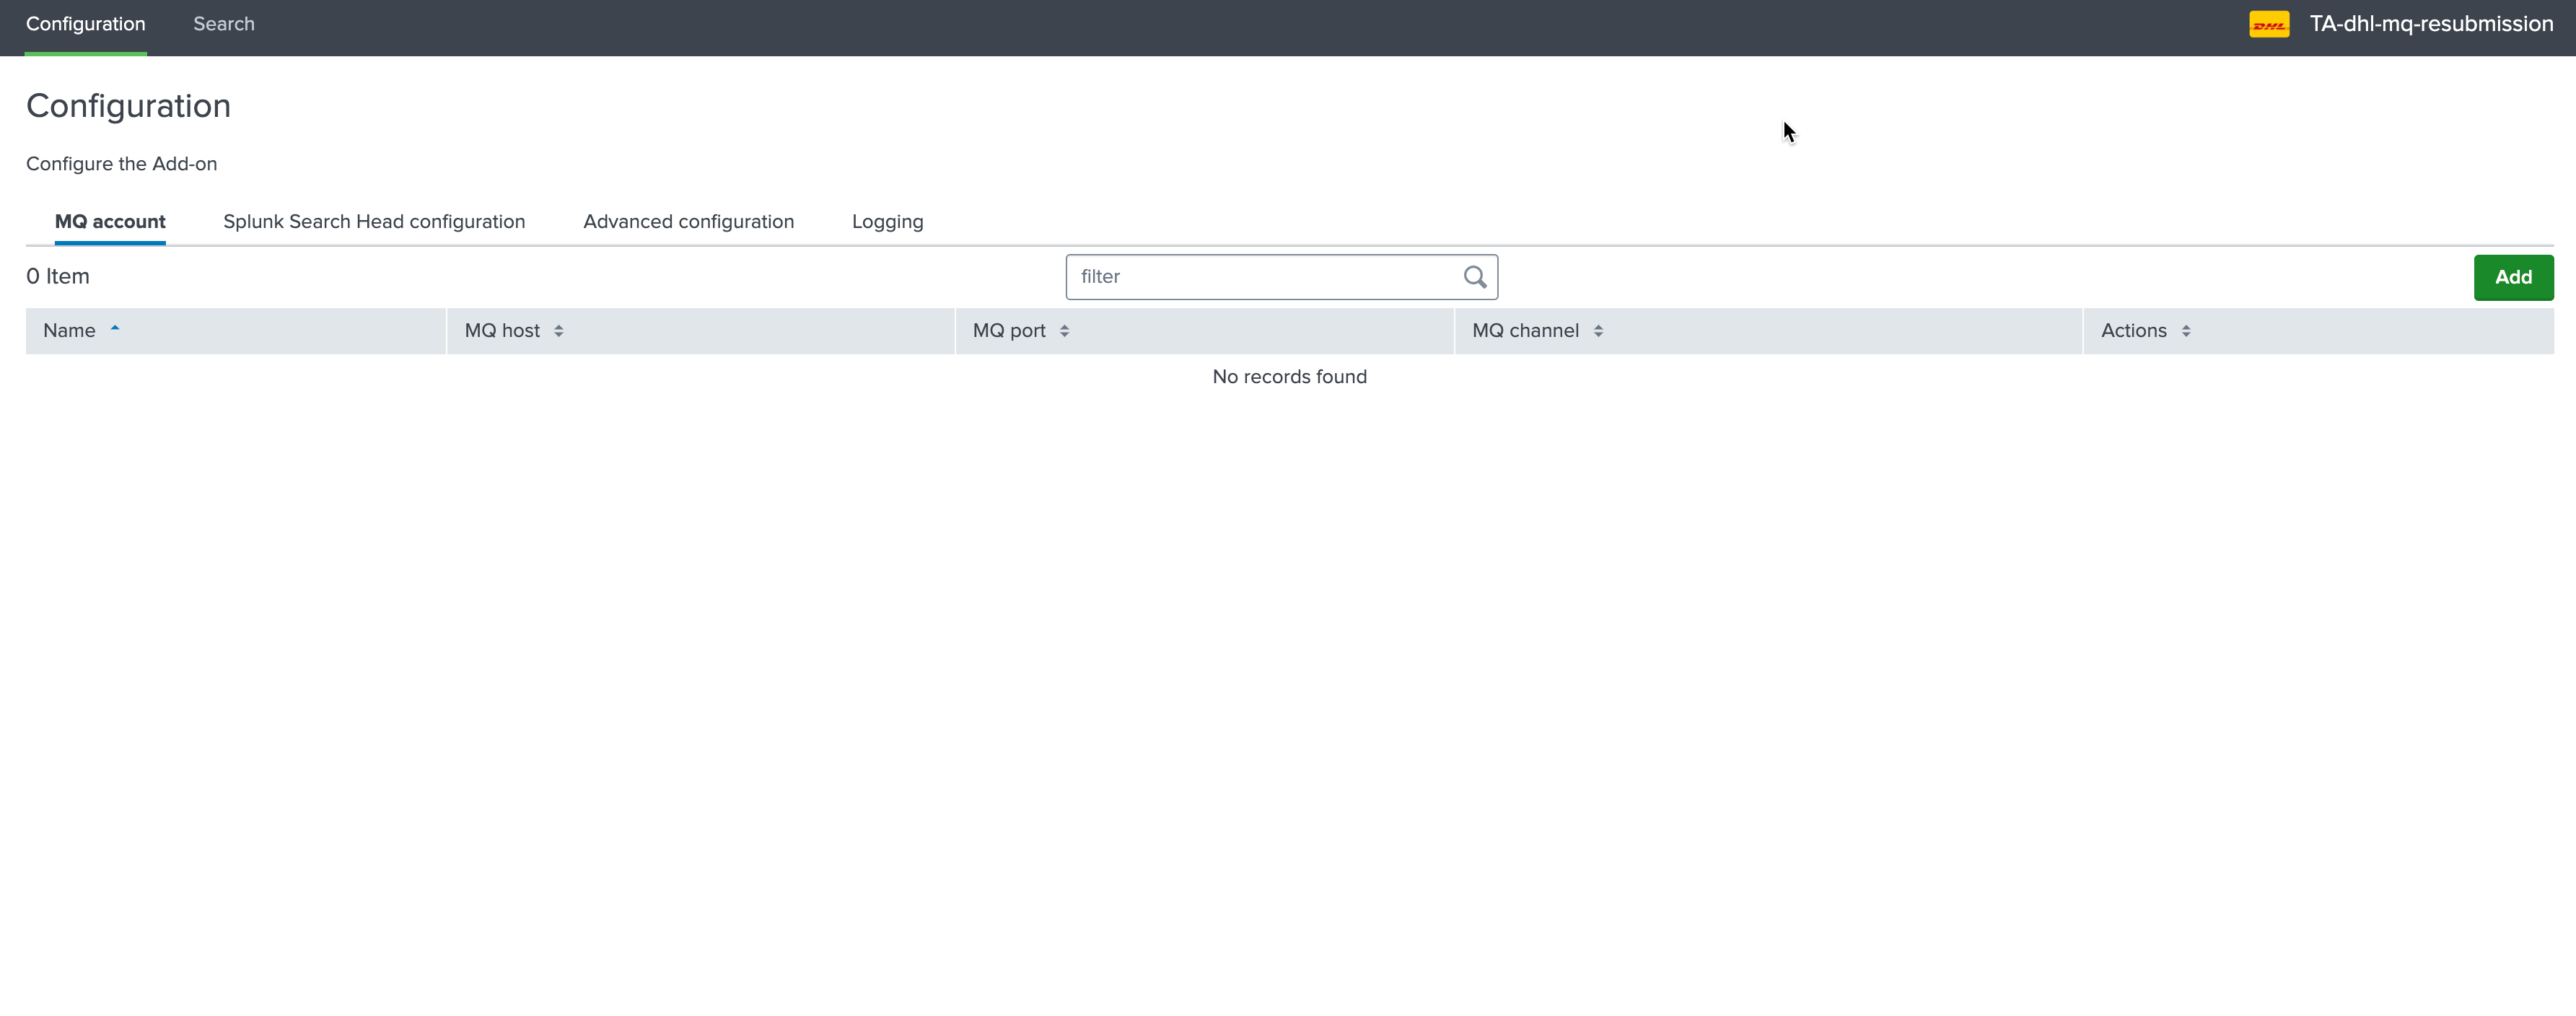 Configuration Search DHL TA-dhl-mq-resubmission
Configuration
Configure the Add-on
MQ account Splunk Search Head configuration Advanced configuration Logging
0 Item filter Add
Name MQ host MQ port MQ channel Actions
No records found